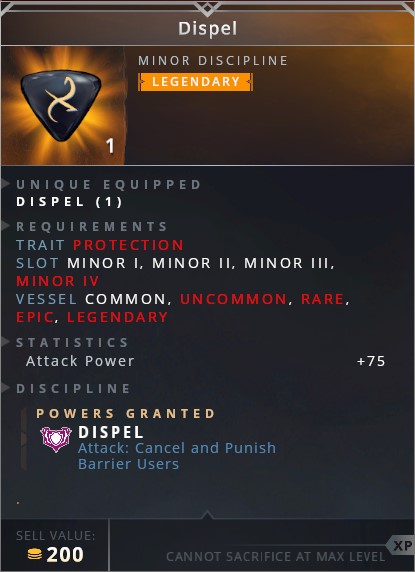 Dispel
MINOR DISCIPLINE
LEGENDARY
1
UNIQUE EQUIPPED
DISPEL (1)
REQUIREMENTS
TRAIT PROTECTION
SLOT MINOR I, MINOR II, MINOR III,
MINOR IV
VESSEL COMMON, UNCOMMON, RARE,
EPIC, LEGENDARY
STATISTICS
Attack Power +75
DISCIPLINE
POWERS GRANTED
DISPEL
Attack: Cancel and Punish
Barrier Users
.
SELL VALUE:
200
XP
CANNOT SACRIFICE AT MAX LEVEL